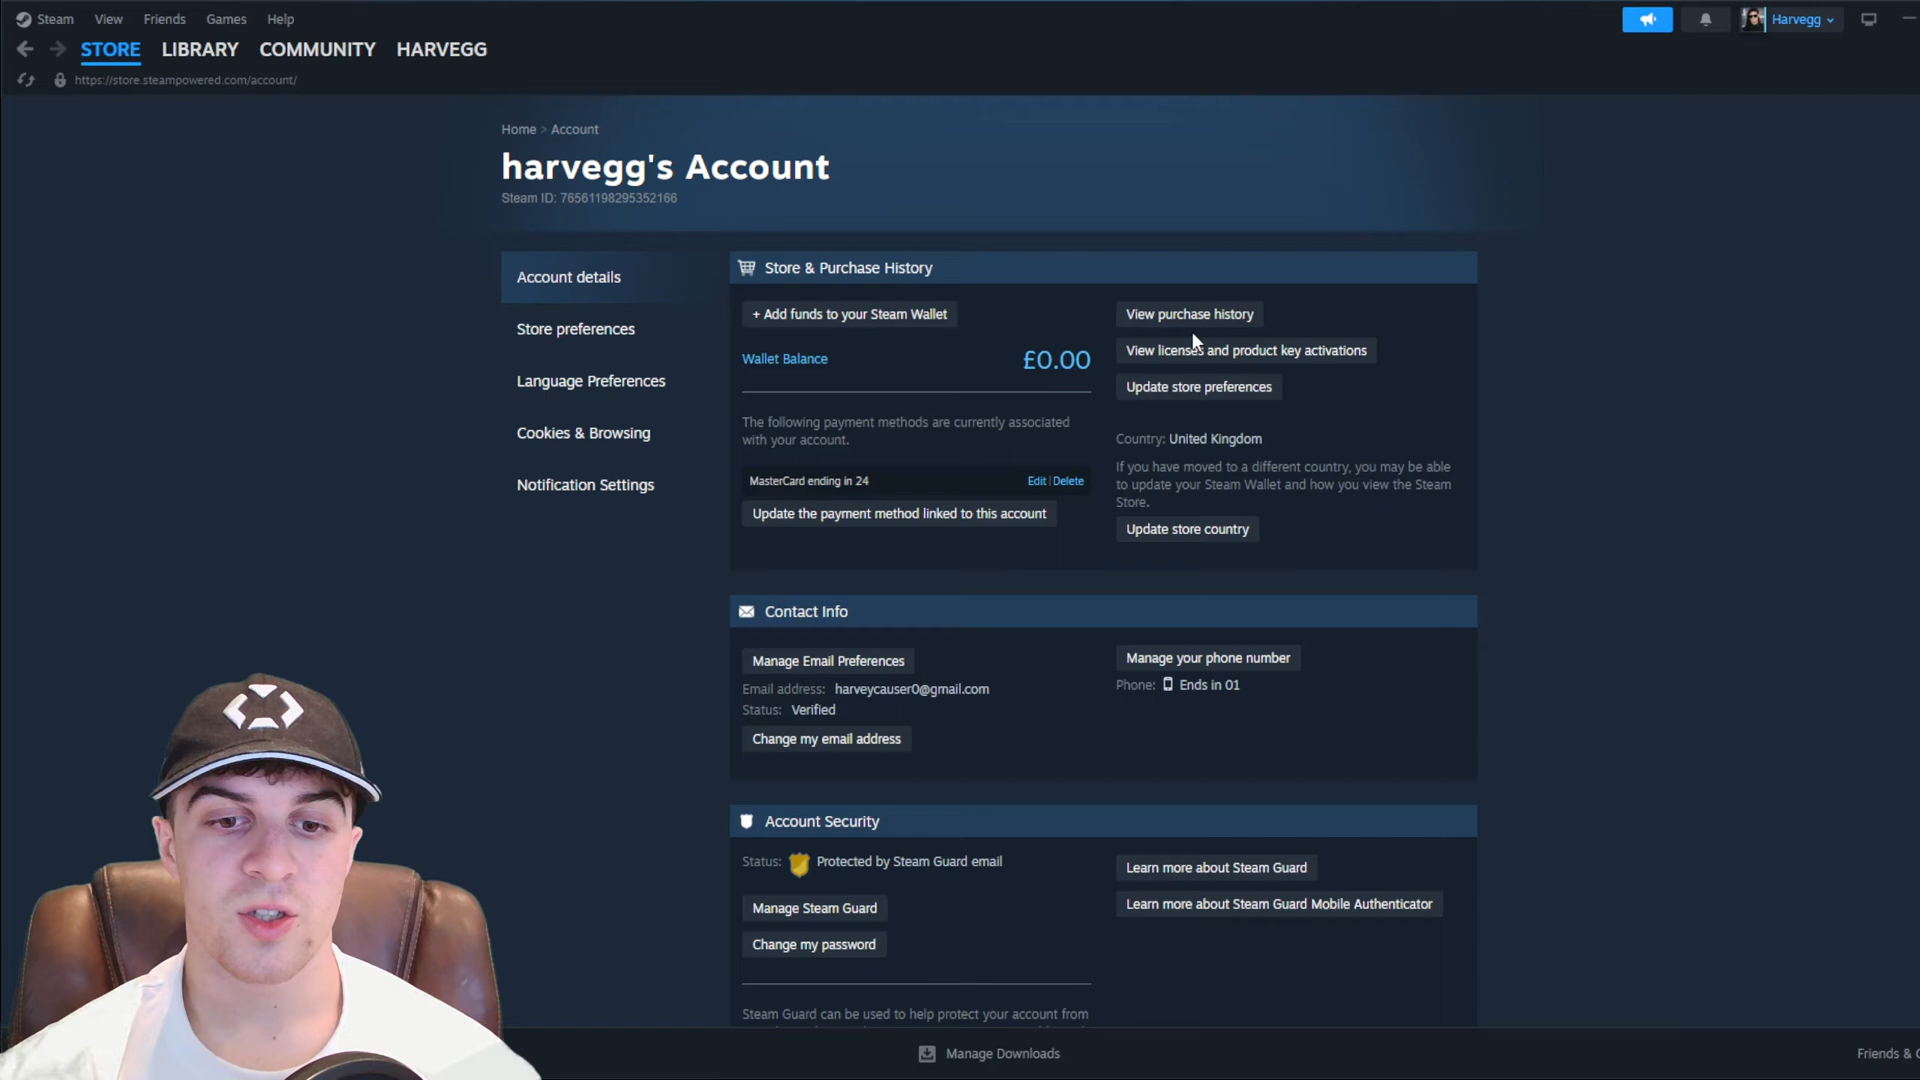 Steam View Friends Games Help
Harvegg
STORE LIBRARY COMMUNITY HARVEGG
https://store.steampowered.com/account/
Home > Account
harvegg's Account
Steam ID: 76561198295352166
Account details
Store preferences
Language Preferences
Cookies & Browsing
Notification Settings
Store & Purchase History
+ Add funds to your Steam Wallet
Wallet Balance £0.00
The following payment methods are currently associated
with your account.
MasterCard ending in 24 Edit | Delete
Update the payment method linked to this account
View purchase history
View licenses and product key activations
Update store preferences
Country: United Kingdom
If you have moved to a different country, you may be able
to update your Steam Wallet and how you view the Steam
Store.
Update store country
Contact Info
Manage Email Preferences
Email address: harveycauser0@gmail.com
Status: Verified
Change my email address
Manage your phone number
Phone: Ends in 01
Account Security
Status: Protected by Steam Guard email
Manage Steam Guard
Change my password
Steam Guard can be used to help protect your account from
Learn more about Steam Guard
Learn more about Steam Guard Mobile Authenticator
Manage Downloads
Friends &